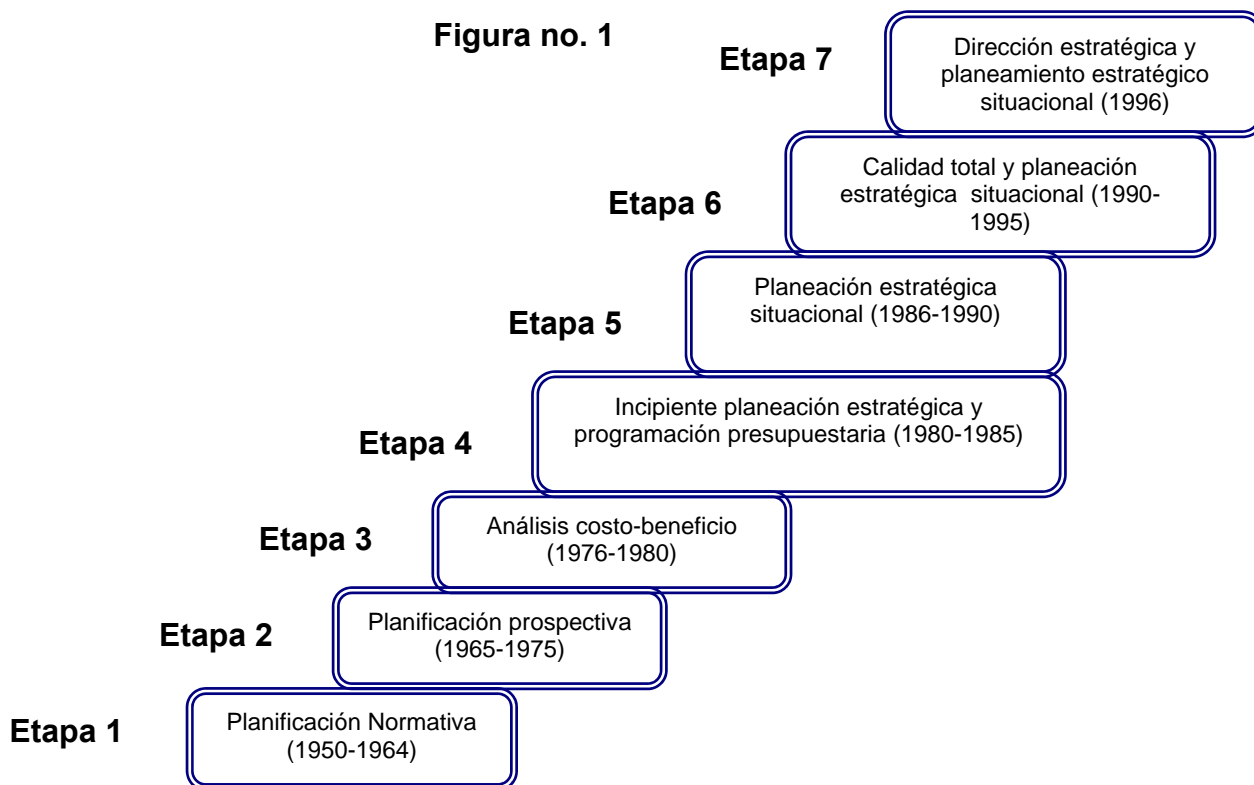 Figura no. 1
Etapa 7
Dirección estratégica y
planeamiento estratégico
situacional (1996)
Etapa 6
Calidad total y planeación
estratégica  situacional (1990-
1995)
Etapa 5
Planeación estratégica
situacional (1986-1990)
Etapa 4
Incipiente planeación estratégica y
programación presupuestaria (1980-1985)
Etapa 3
Análisis costo-beneficio
(1976-1980)
Etapa 2
Planificación prospectiva
(1965-1975)
Etapa 1
Planificación Normativa
(1950-1964)